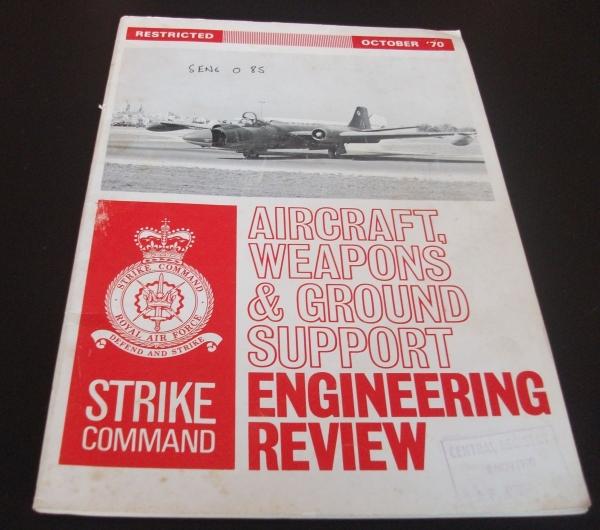 RESTRICTED
OCTOBER '70
SENG O 85
AIRCRAFT,
WEAPONS
& GROUND
SUPPORT
ENGINEERING
REVIEW
STRIKE COMMAND
ROYAL AIR FORCE
DEFEND AND STRIKE
STRIKE
COMMAND
CENTRAL REGISTRY